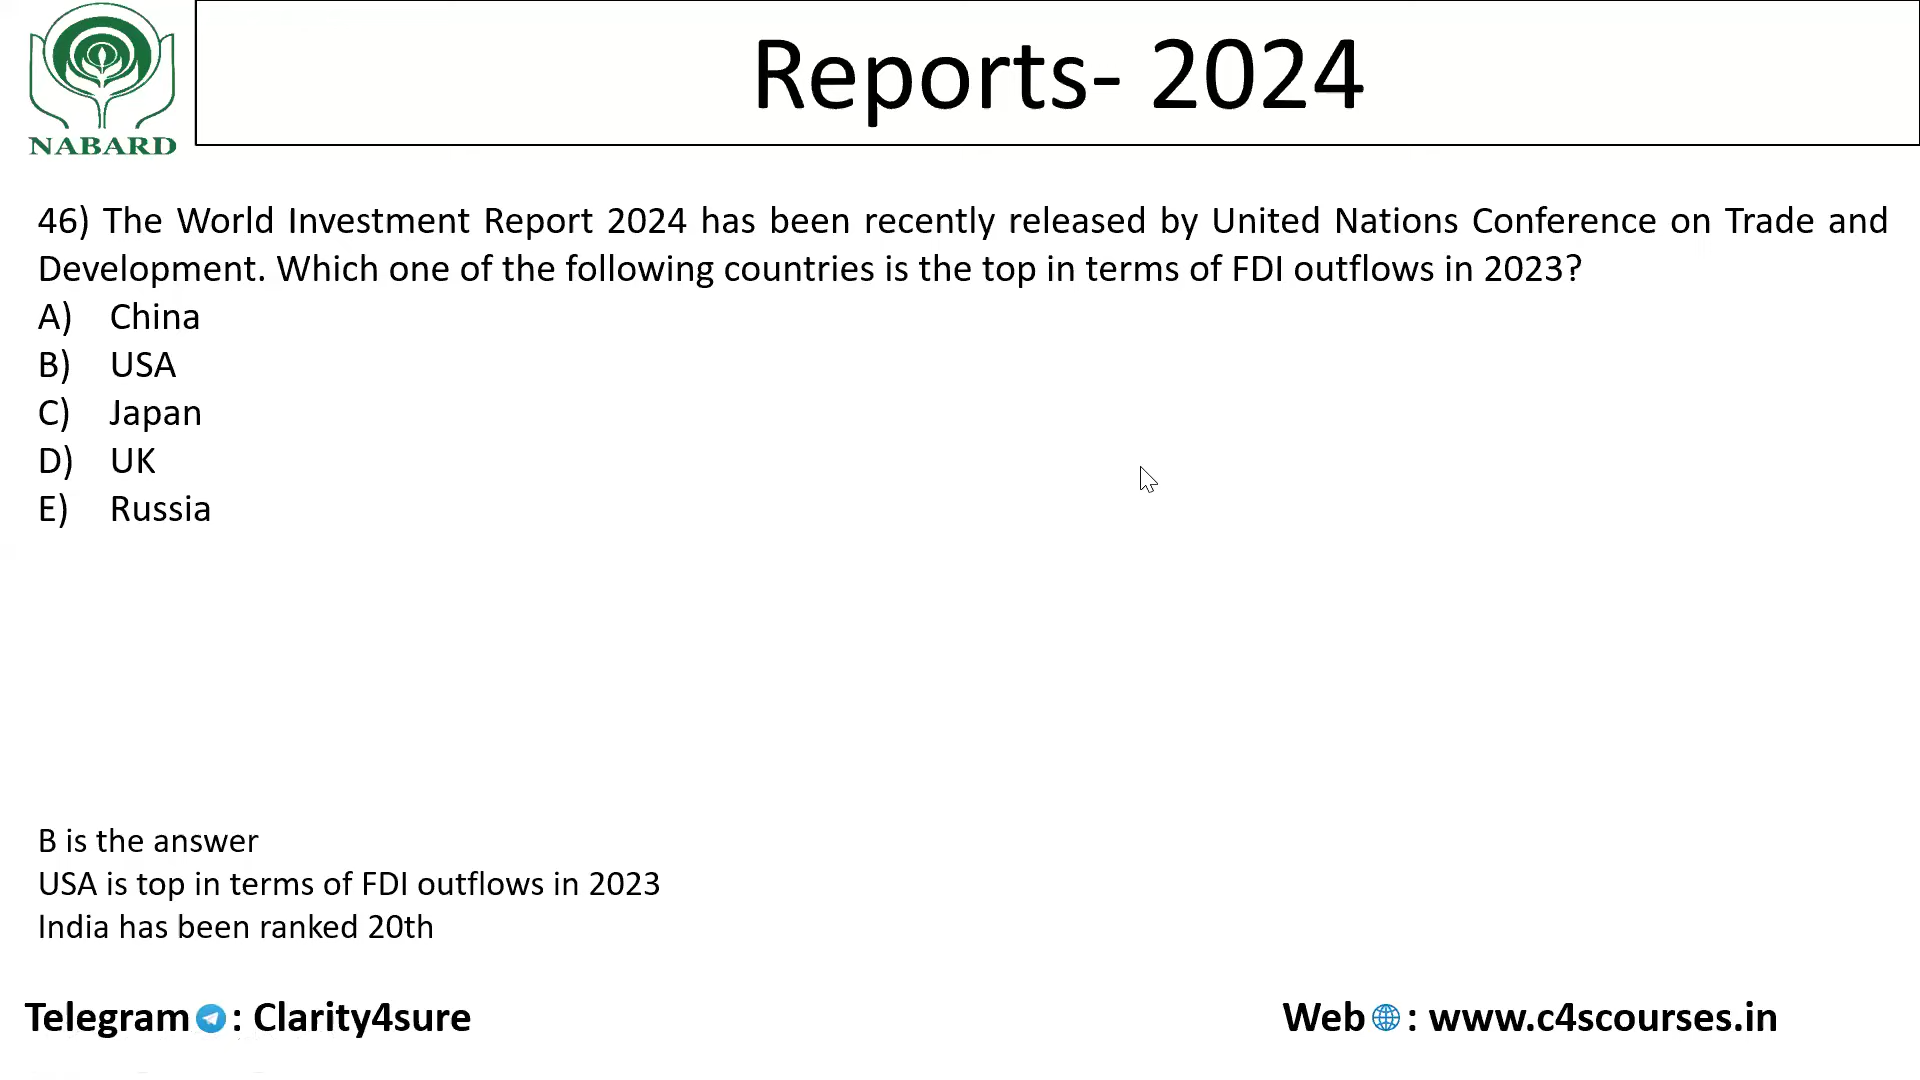 NABARD
Reports- 2024
46) The World Investment Report 2024 has been recently released by United Nations Conference on Trade and
Development. Which one of the following countries is the top in terms of FDI outflows in 2023?
A) China
B) USA
C) Japan
D) UK
E) Russia
B is the answer
USA is top in terms of FDI outflows in 2023
India has been ranked 20th
Telegram : Clarity4sure
Web : www.c4scourses.in